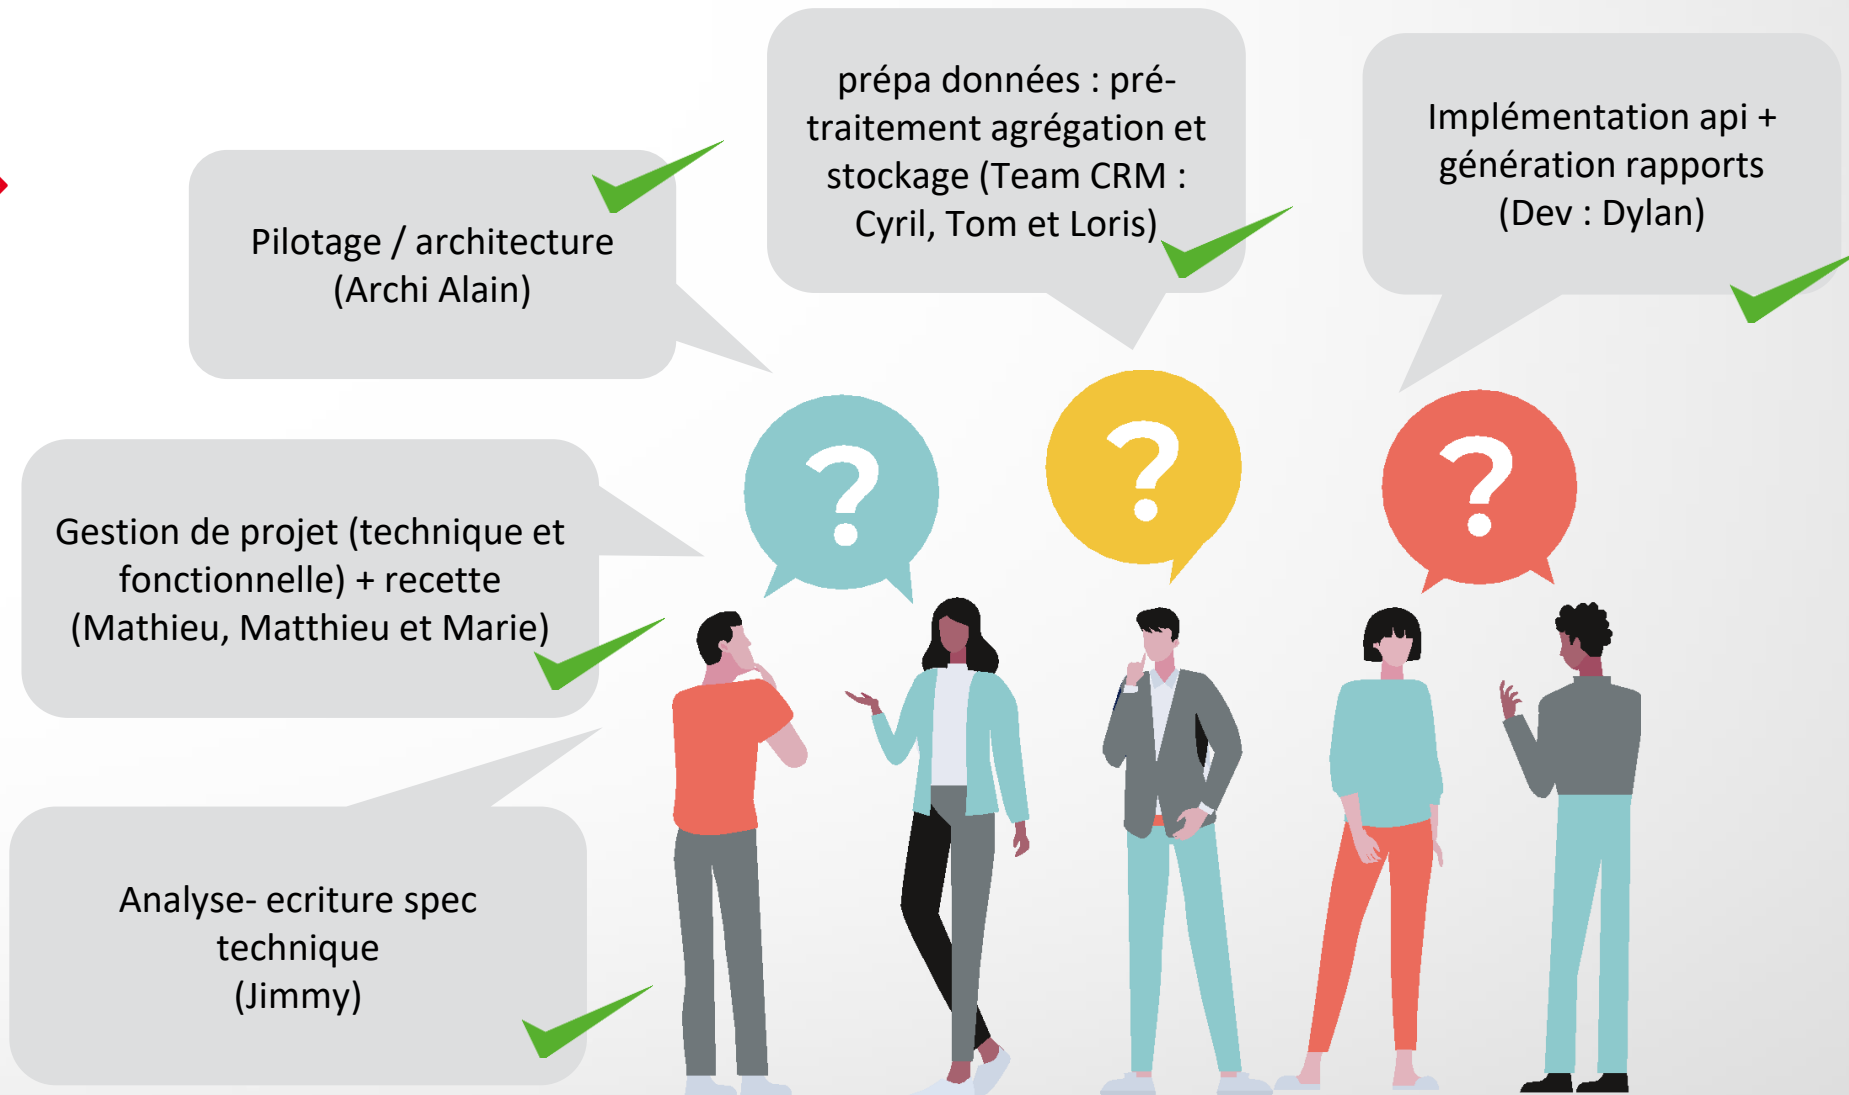 Pilotage / architecture
(Archi Alain)
prépa données : pré-
traitement agrégation et
stockage (Team CRM :
Cyril, Tom et Loris)
Implémentation api +
génération rapports
(Dev : Dylan)
Gestion de projet (technique et
fonctionnelle) + recette
(Mathieu, Matthieu et Marie)
Analyse- ecriture spec
technique
(Jimmy)
?
?
?